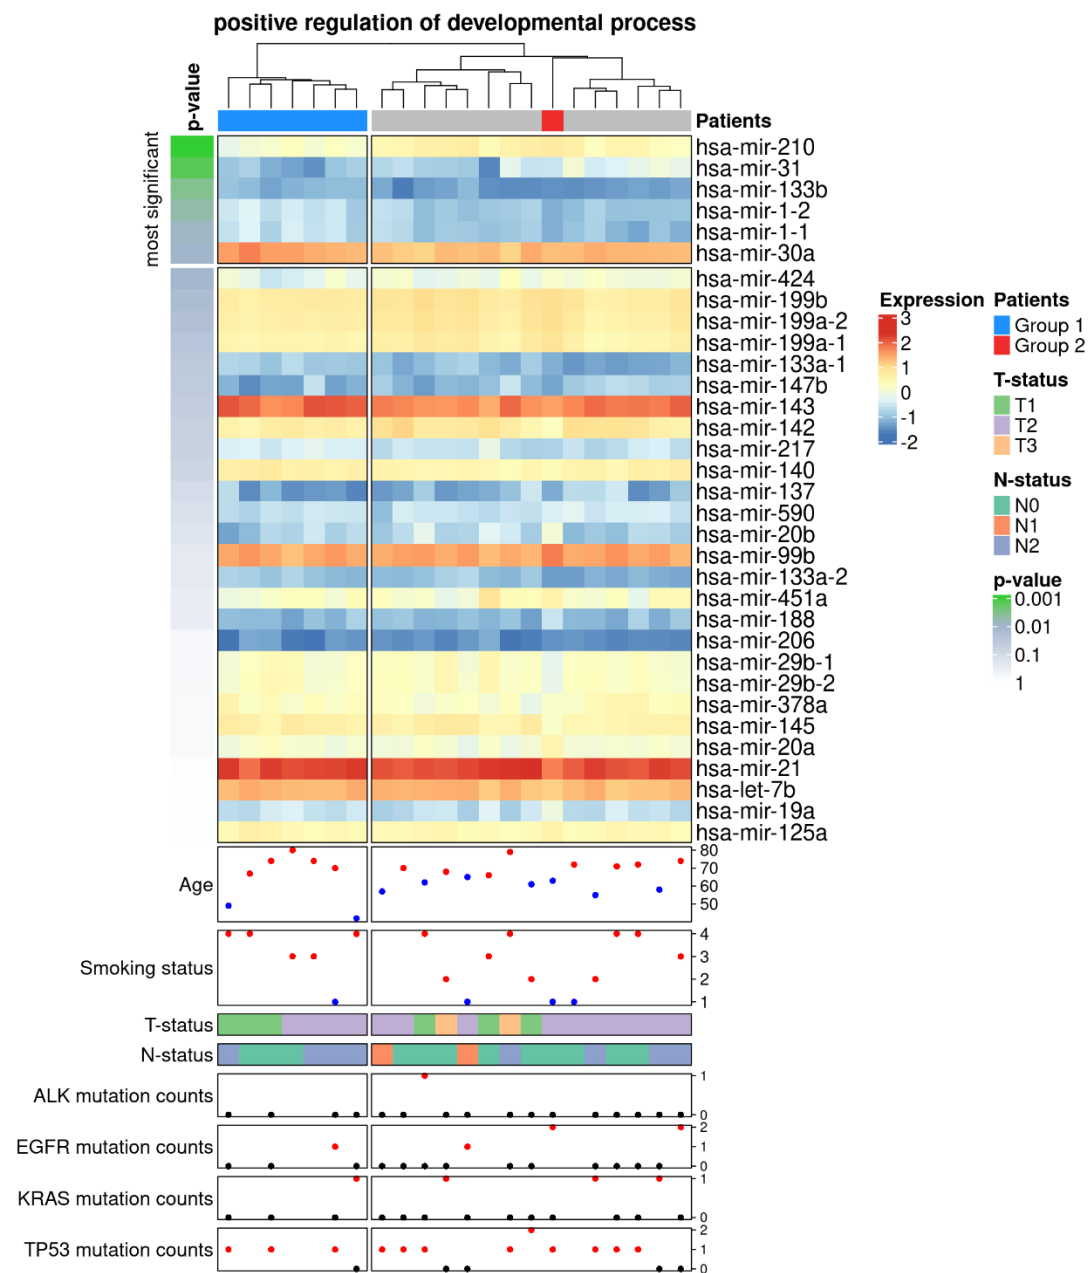 positive regulation of developmental process
p-value
Patients
most significant
hsa-mir-210
hsa-mir-31
hsa-mir-133b
hsa-mir-1-2
hsa-mir-1-1
hsa-mir-30a
hsa-mir-424
hsa-mir-199b
hsa-mir-199a-2
hsa-mir-199a-1
hsa-mir-133a-1
hsa-mir-147b
hsa-mir-143
hsa-mir-142
hsa-mir-217
hsa-mir-140
hsa-mir-137
hsa-mir-590
hsa-mir-20b
hsa-mir-99b
hsa-mir-133a-2
hsa-mir-451a
hsa-mir-188
hsa-mir-206
hsa-mir-29b-1
hsa-mir-29b-2
hsa-mir-378a
hsa-mir-145
hsa-mir-20a
hsa-mir-21
hsa-let-7b
hsa-mir-19a
hsa-mir-125a
Expression
3
2
1
0
-1
-2
Patients
Group 1
Group 2
T-status
T1
T2
T3
N-status
N0
N1
N2
p-value
0.001
0.01
0.1
1
Age
80
70
60
50
Smoking status
4
3
2
1
T-status
N-status
ALK mutation counts
1
0
EGFR mutation counts
2
1
0
KRAS mutation counts
1
0
TP53 mutation counts
2
1
0